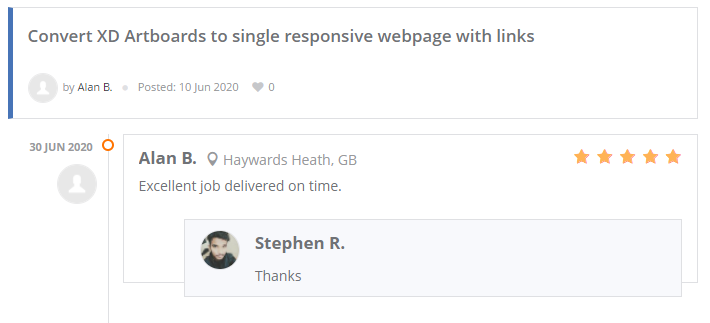 Convert XD Artboards to single responsive webpage with links
by Alan B. Posted: 10 Jun 2020 0
30 JUN 2020
Alan B. Haywards Heath, GB
Excellent job delivered on time.
Stephen R.
Thanks